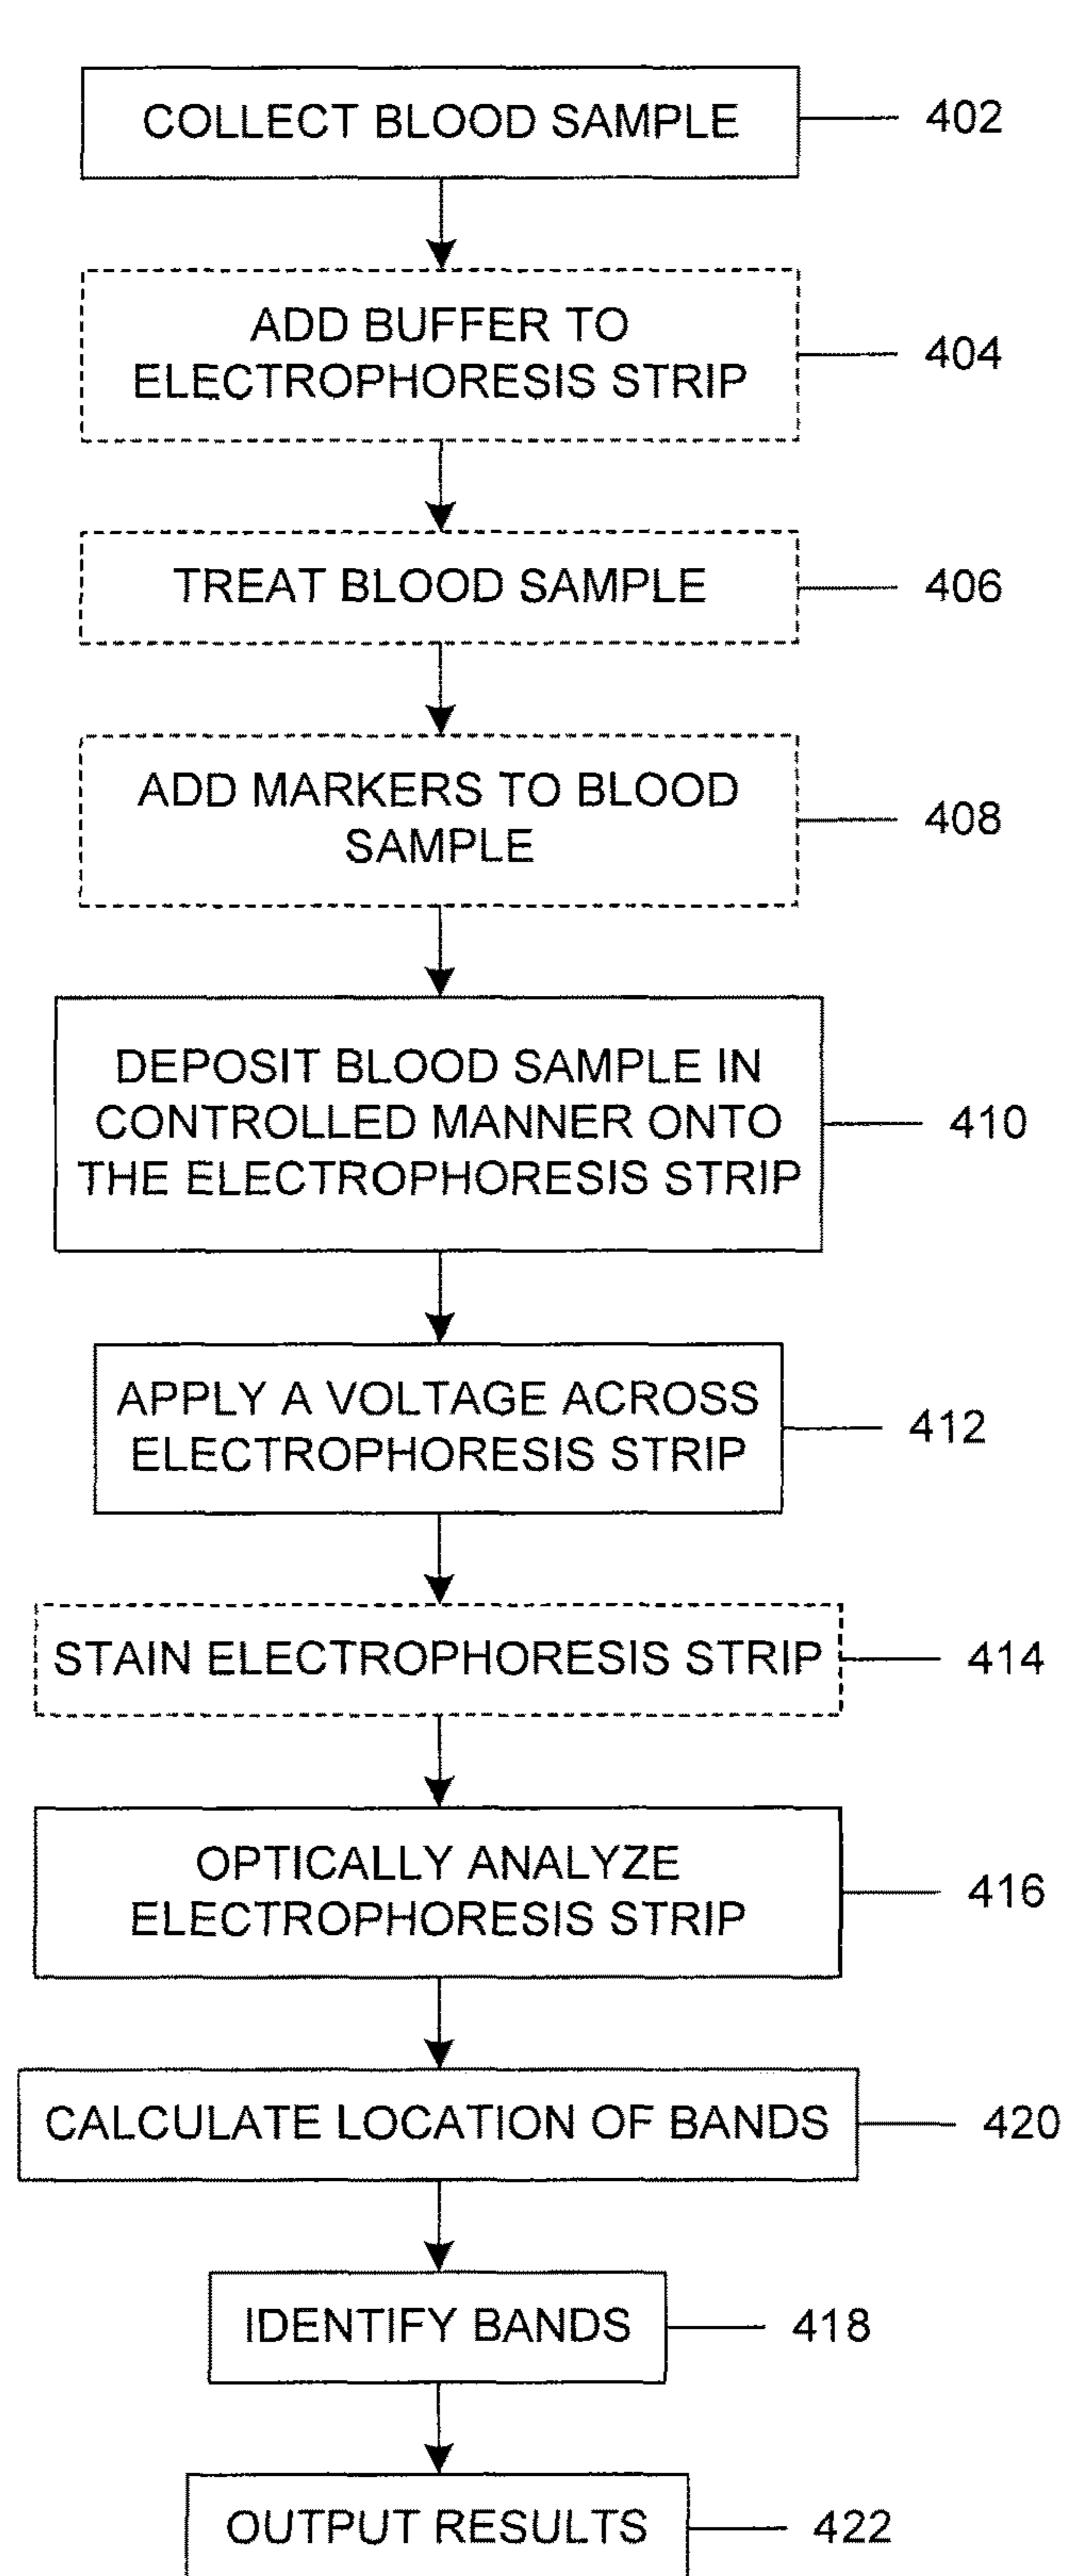 COLLECT BLOOD SAMPLE
402
ADD BUFFER TO
ELECTROPHORESIS STRIP
404
TREAT BLOOD SAMPLE
406
ADD MARKERS TO BLOOD
SAMPLE
408
DEPOSIT BLOOD SAMPLE IN
CONTROLLED MANNER ONTO
THE ELECTROPHORESIS STRIP
410
APPLY A VOLTAGE ACROSS
ELECTROPHORESIS STRIP
412
STAIN ELECTROPHORESIS STRIP
414
OPTICALLY ANALYZE
ELECTROPHORESIS STRIP
416
CALCULATE LOCATION OF BANDS
420
IDENTIFY BANDS
418
OUTPUT RESULTS
422